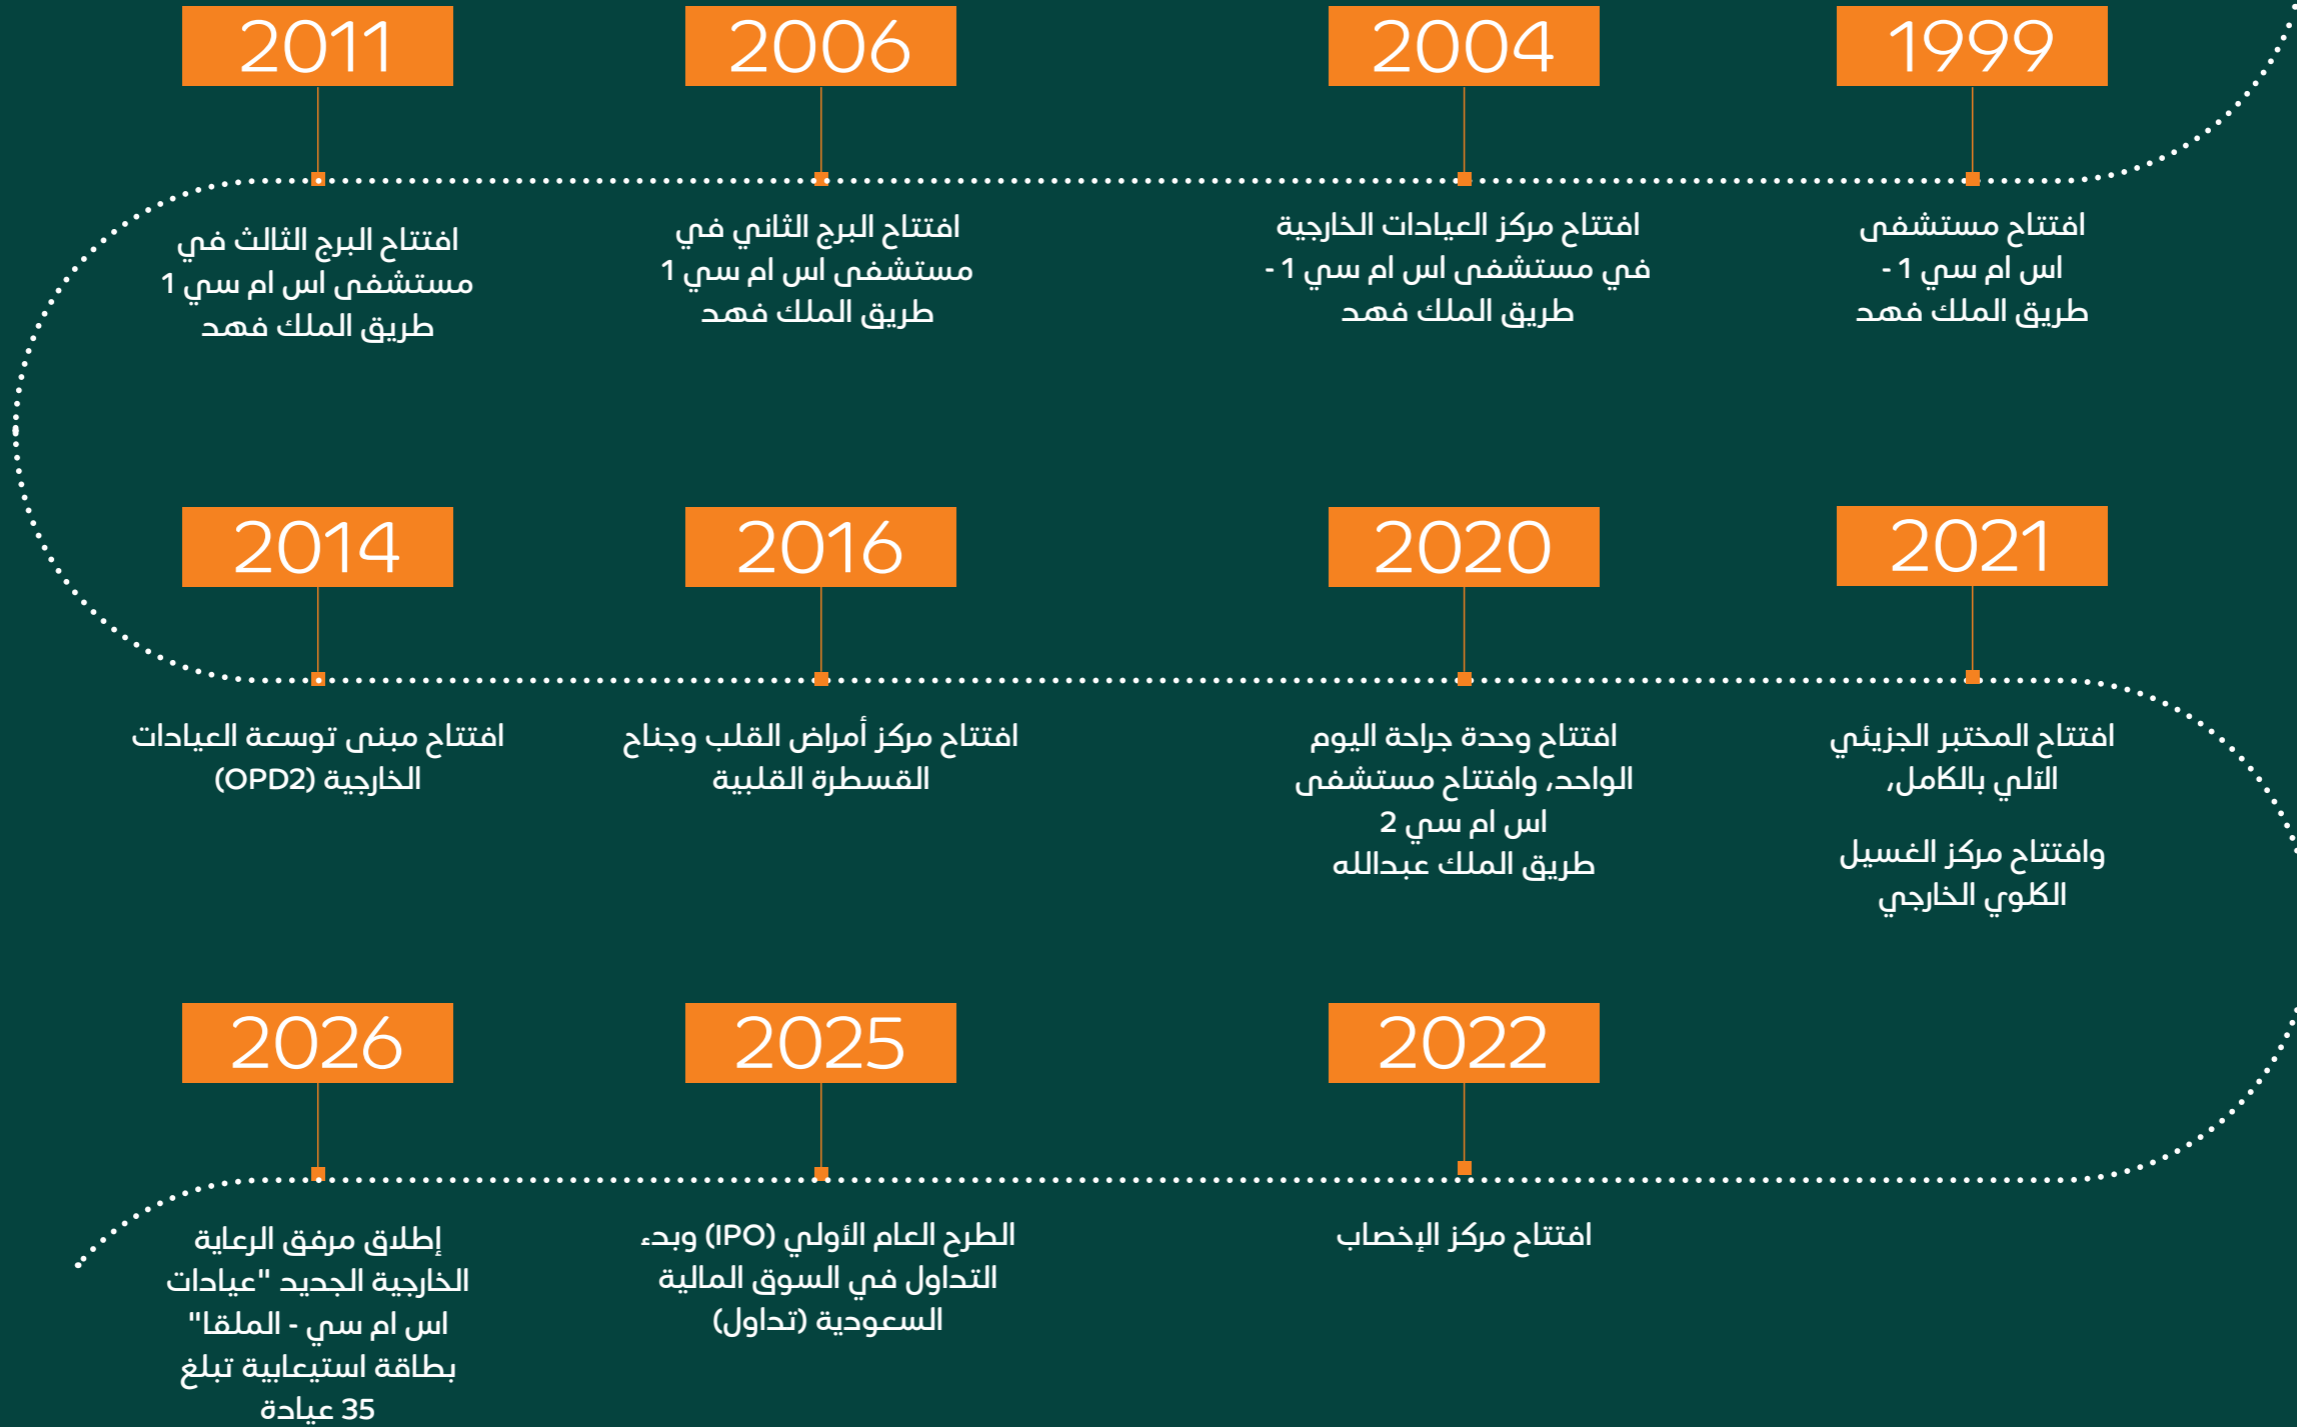 1999
افتتاح مستشفى
اس ام سي 1 -
طريق الملك فهد
2004
افتتاح مركز العيادات الخارجية
في مستشفى اس ام سي 1 -
طريق الملك فهد
2006
افتتاح البرج الثاني في
مستشفى اس ام سي 1
طريق الملك فهد
2011
افتتاح البرج الثالث في
مستشفى اس ام سي 1
طريق الملك فهد
2014
افتتاح مبنى توسعة العيادات
الخارجية (OPD2)
2016
افتتاح مركز أمراض القلب وجناح
القسطرة القلبية
2020
افتتاح وحدة جراحة اليوم
الواحد، وافتتاح مستشفى
اس ام سي 2
طريق الملك عبدالله
2021
افتتاح المختبر الجزيئي
الآلي بالكامل،
وافتتاح مركز الغسيل
الكلوي الخارجي
2022
افتتاح مركز الإخصاب
2025
الطرح العام الأولي (IPO) وبدء
التداول في السوق المالية
السعودية (تداول)
2026
إطلاق مرفق الرعاية
الخارجية الجديد "عيادات
اس ام سي - الملقا"
بطاقة استيعابية تبلغ
35 عيادة